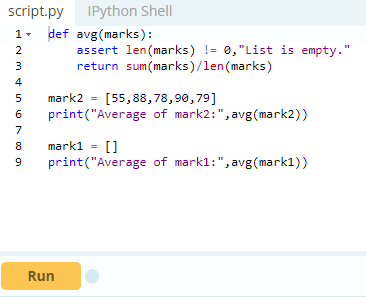 script.py IPython Shell
1 def avg(marks):
2 assert len(marks) != 0,"List is empty."
3 return sum(marks)/len(marks)
4
5 mark2 = [55,88,78,90,79]
6 print("Average of mark2:",avg(mark2))
7
8 mark1 = []
9 print("Average of mark1:",avg(mark1))
Run